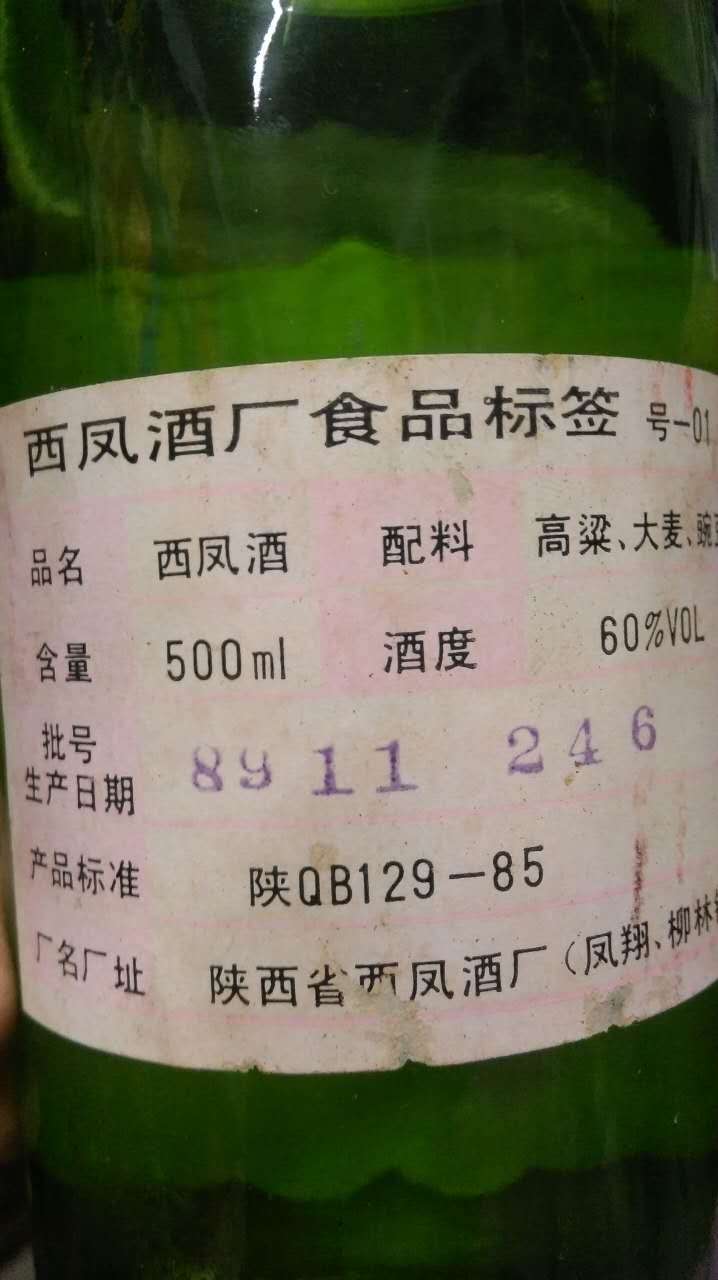 西凤酒厂食品标签 号-01
品名 西凤酒 配料 高粱、大麦、豌豆
含量 500ml 酒度 60%VOL
批号
生产日期 8911 246
产品标准 陕QB129-85
厂名厂址 陕西省西凤酒厂(凤翔、柳林